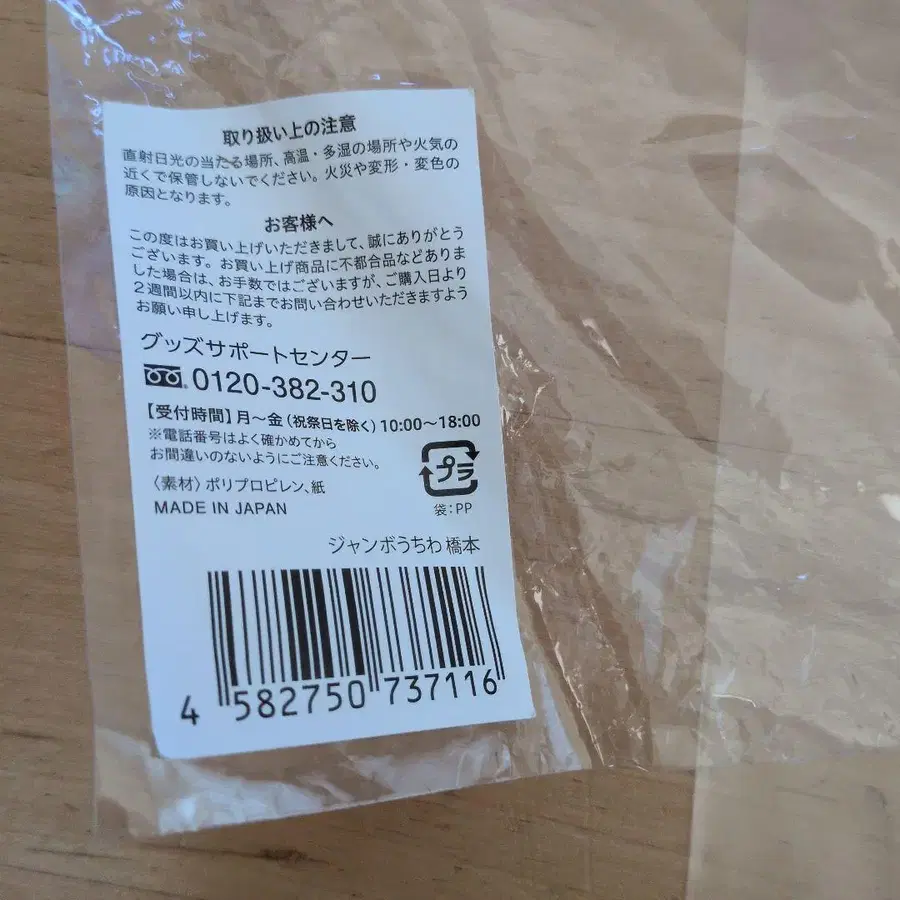 取り扱い上の注意
直射日光の当たる場所、高温・多湿の場所や火気の
近くで保管しないでください。火災や変形・変色の
原因となります。
お客様へ
この度はお買い上げいただきまして、誠にありがとう
ございます。お買い上げ商品に不都合品などありま
した場合は、お手数ではございますが、ご購入日より
2週間以内に下記までお問い合わせいただきますよう
お願い申し上げます。
グッズサポートセンター
0120-382-310
【受付時間】月〜金(祝祭日を除く)10:00〜18:00
※電話番号はよく確かめてから
お間違いのないようにご注意ください。
プラ
〈素材〉ポリプロピレン、紙
MADE IN JAPAN
袋:PP
ジャンボうちわ 橋本
4 582750 737116